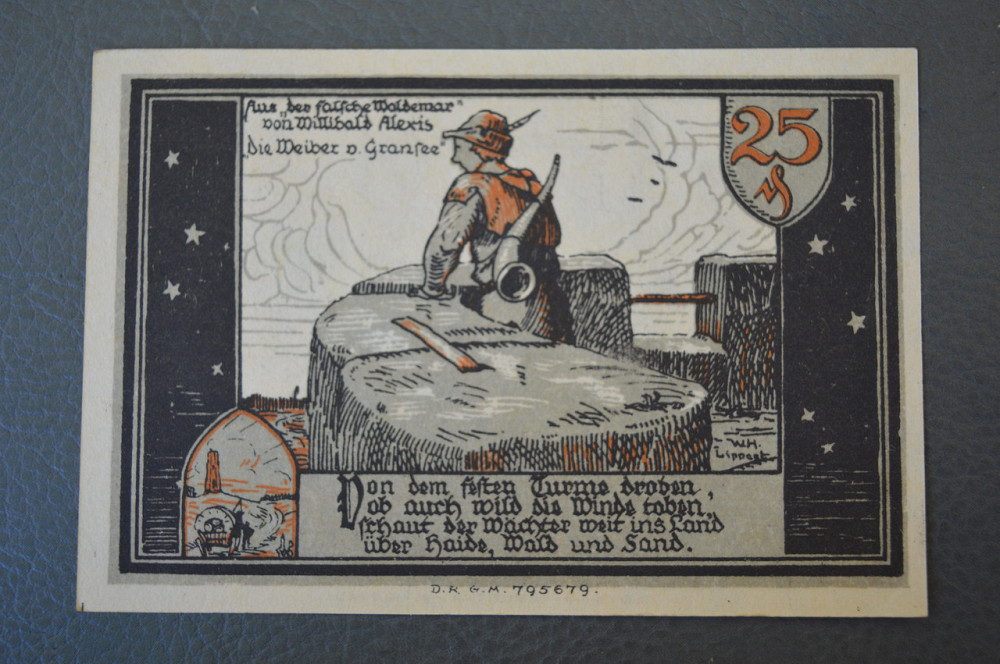 Aus „der falsche Woldemar"
von Willibald Alexis
„Die Weiber v. Gransee"
25
₰
WH.
Lippert
Von dem festen Turme droben,
ob auch wild die Winde toben,
schaut der Wächter weit ins Land
über Haide, Wald und Sand.
D.R.G.M. 795679.